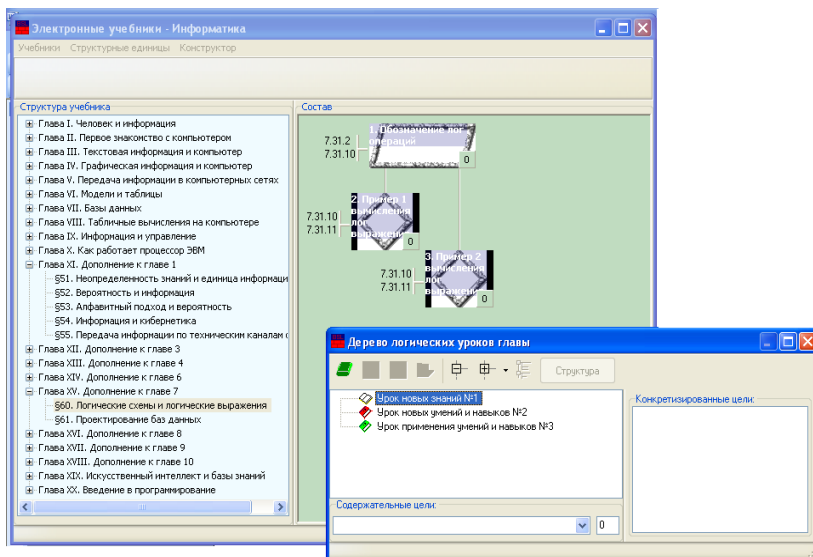 Электронные учебники - Информатика
Учебники Структурные единицы Конструктор
Структура учебника
Глава I. Человек и информация
Глава II. Первое знакомство с компьютером
Глава III. Текстовая информация и компьютер
Глава IV. Графическая информация и компьютер
Глава V. Передача информации в компьютерных сетях
Глава VI. Модели и таблицы
Глава VII. Базы данных
Глава VIII. Табличные вычисления на компьютере
Глава IX. Информация и управление
Глава X. Как работает процессор ЭВМ
Глава XI. Дополнение к главе 1
§51. Неопределенность знаний и единица информаци
§52. Вероятность и информация
§53. Алфавитный подход и вероятность
§54. Информация и кибернетика
§55. Передача информации по техническим каналам с
Глава XII. Дополнение к главе 3
Глава XIII. Дополнение к главе 4
Глава XIV. Дополнение к главе 6
Глава XV. Дополнение к главе 7
§60. Логические схемы и логические выражения
§61. Проектирование баз данных
Глава XVI. Дополнение к главе 8
Глава XVII. Дополнение к главе 9
Глава XVIII. Дополнение к главе 10
Глава XIX. Искусственный интеллект и базы знаний
Глава XX. Введение в программирование
Состав
1. Обозначение лог
операций
7.31.2
7.31.10
0
2. Пример 1
вычисления
лог
выражени
7.31.10
7.31.11
0
3. Пример 2
вычисления
лог
выражени
7.31.10
7.31.11
0
Дерево логических уроков главы
Структура
Урок новых знаний №1
Урок новых умений и навыков №2
Урок применения умений и навыков №3
Конкретизированные цели:
Содержательные цели:
0